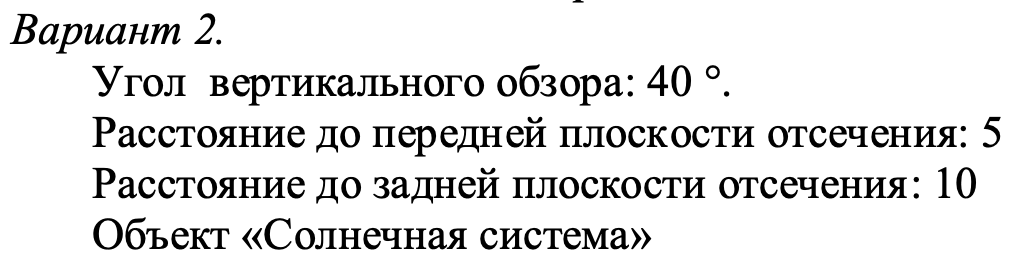 Вариант 2.
Угол вертикального обзора: 40 °.
Расстояние до передней плоскости отсечения: 5
Расстояние до задней плоскости отсечения: 10
Объект «Солнечная система»